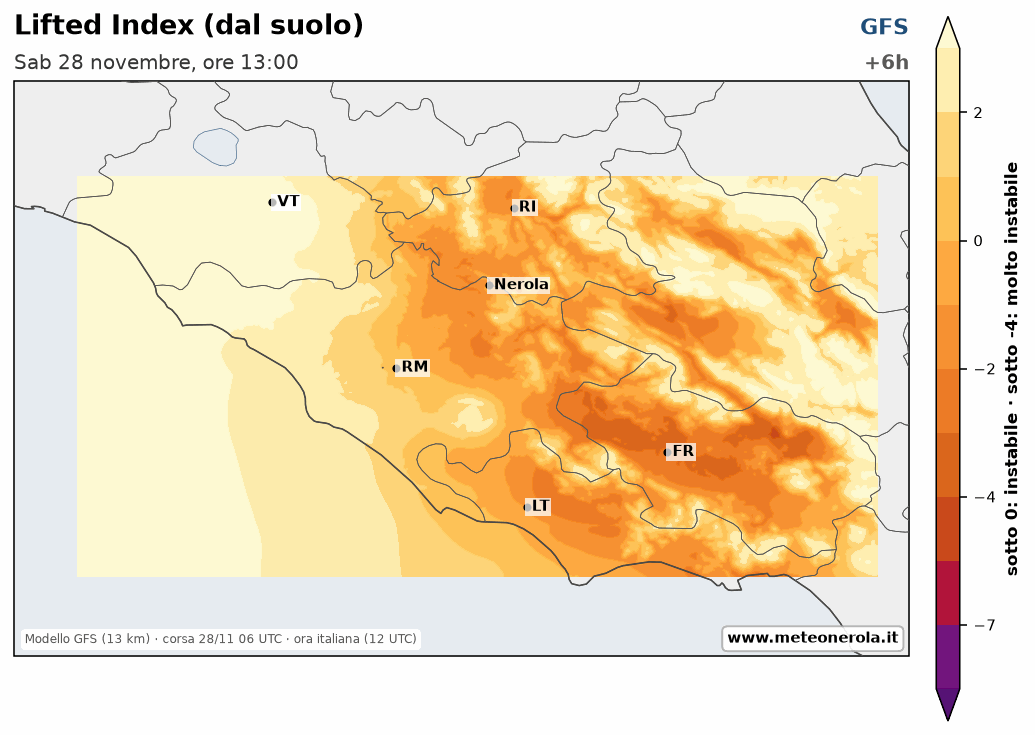 Lifted Index (dal suolo)
GFS
Sab 28 novembre, ore 13:00
+6h
VT
RI
Nerola
RM
FR
LT
2
0
−2
−4
−7
sotto 0: instabile · sotto -4: molto instabile
Modello GFS (13 km) · corsa 28/11 06 UTC · ora italiana (12 UTC)
www.meteonerola.it